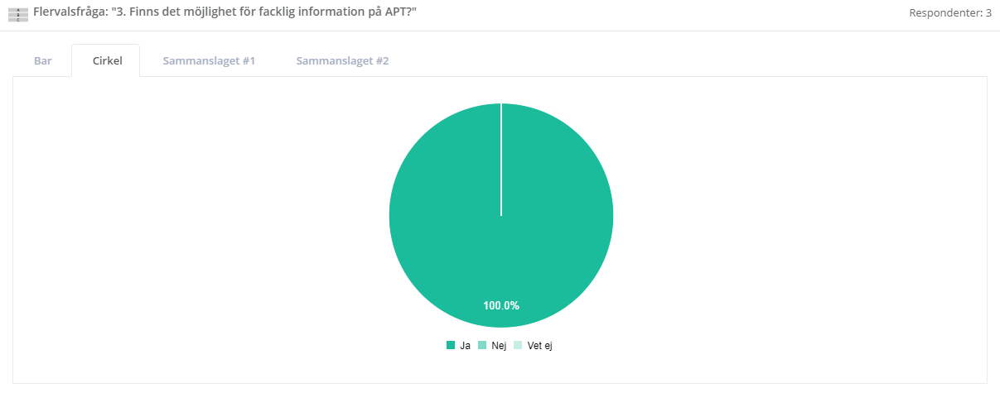 A
B
C
Flervalsfråga: "3. Finns det möjlighet för facklig information på APT?"
Respondenter: 3
Bar
Cirkel
Sammanslaget #1
Sammanslaget #2
100.0%
Ja
Nej
Vet ej